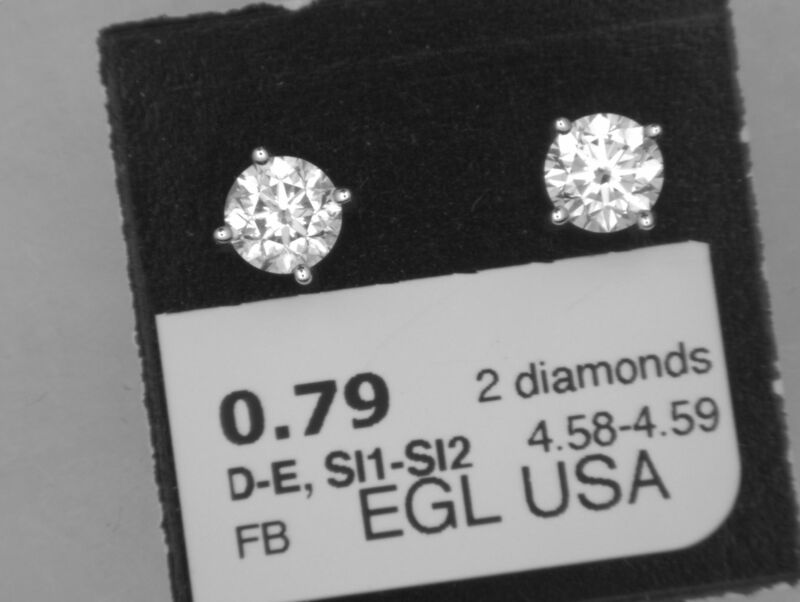 0.79
2 diamonds
4.58-4.59
D-E, SI1-SI2
EGL USA
FB